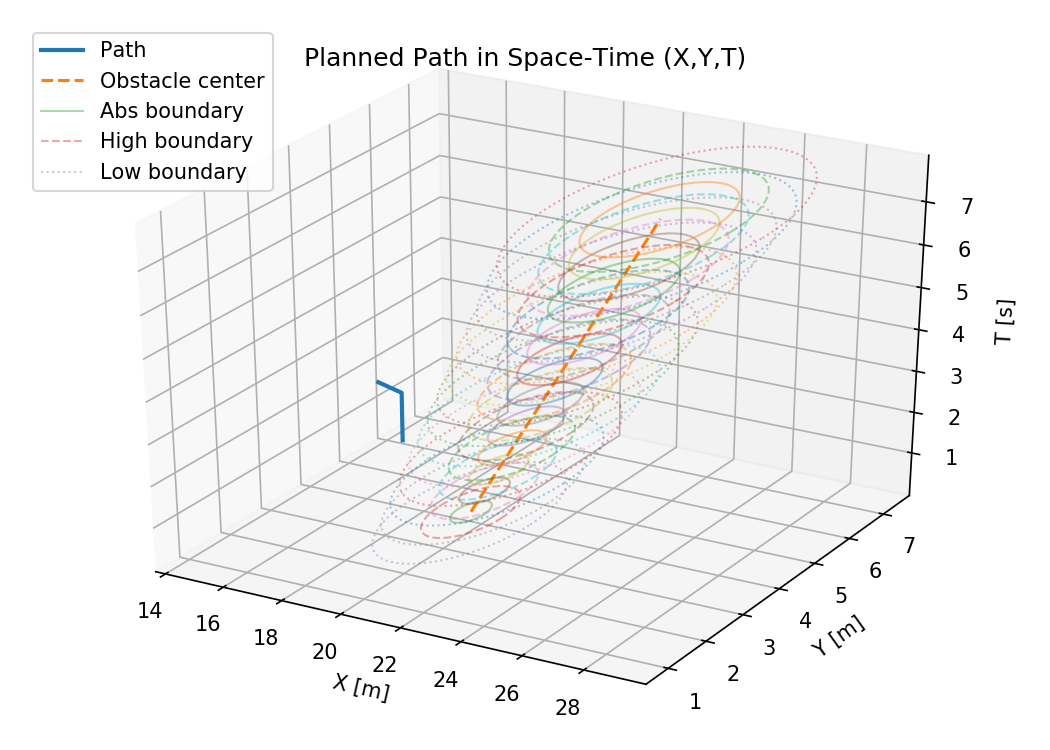 Planned Path in Space-Time (X,Y,T)
Path
Obstacle center
Abs boundary
High boundary
Low boundary
14
16
18
20
22
24
26
28
X [m]
1
2
3
4
5
6
7
Y [m]
1
2
3
4
5
6
7
T [s]